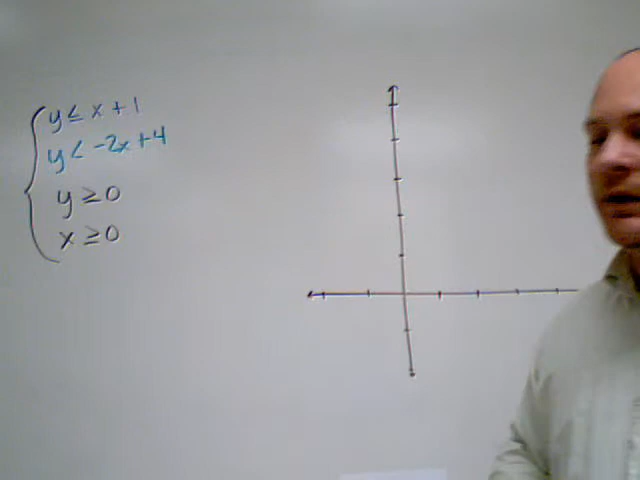 y ≤ x + 1
y < -2x + 4
y ≥ 0
x ≥ 0